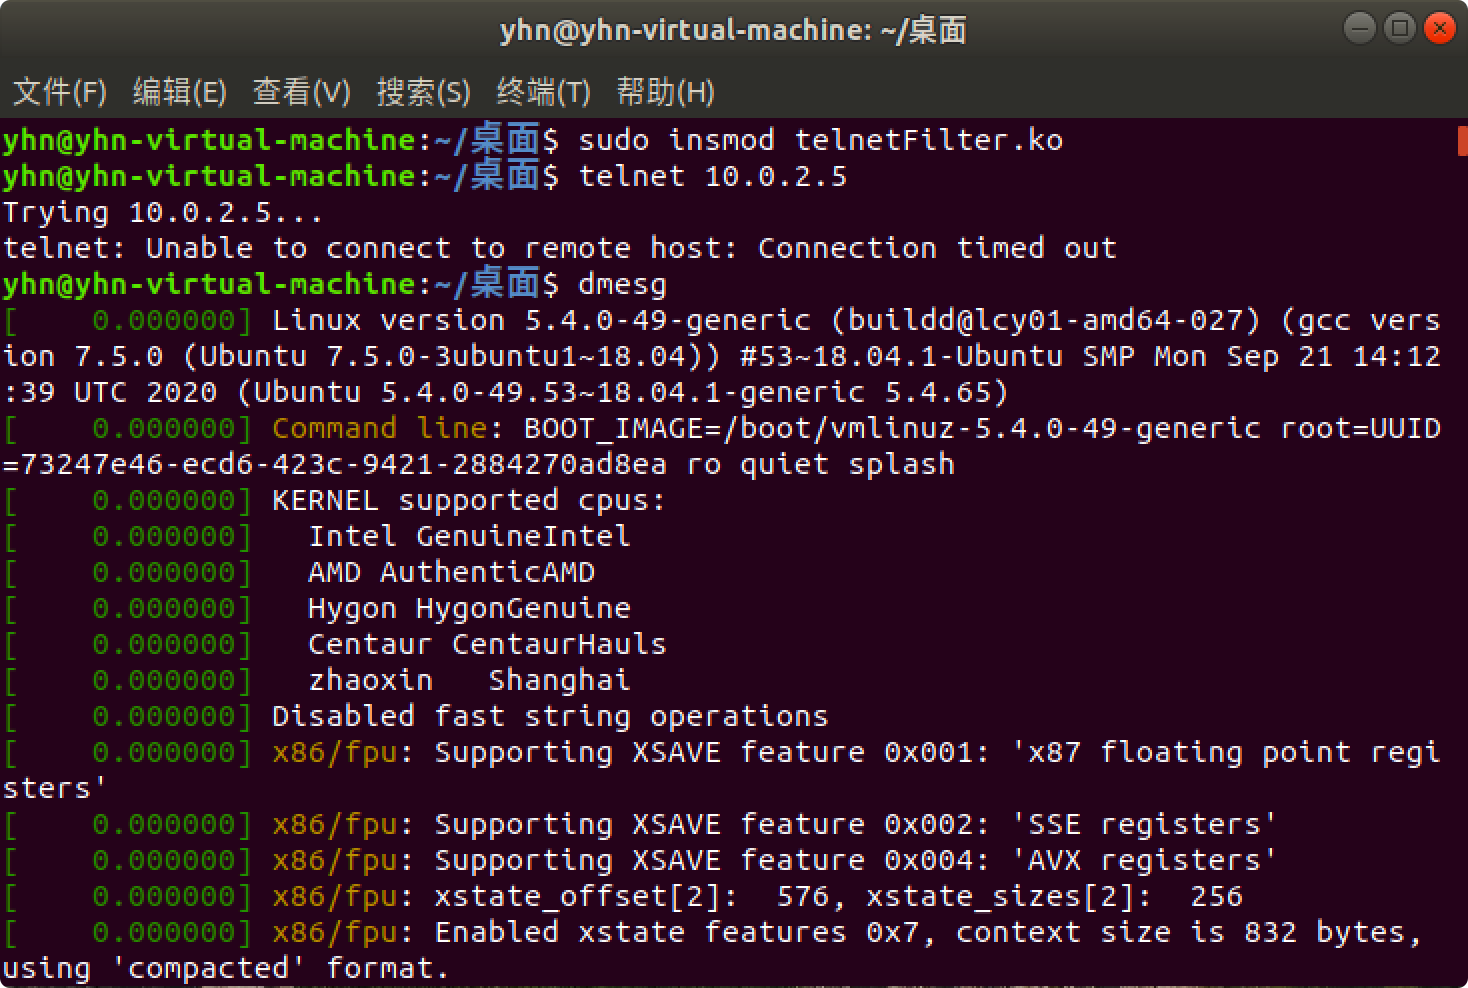 yhn@yhn-virtual-machine: ~/桌面
文件(F) 编辑(E) 查看(V) 搜索(S) 终端(T) 帮助(H)
yhn@yhn-virtual-machine:~/桌面$ sudo insmod telnetFilter.ko
yhn@yhn-virtual-machine:~/桌面$ telnet 10.0.2.5
Trying 10.0.2.5...
telnet: Unable to connect to remote host: Connection timed out
yhn@yhn-virtual-machine:~/桌面$ dmesg
[    0.000000] Linux version 5.4.0-49-generic (buildd@lcy01-amd64-027) (gcc vers
ion 7.5.0 (Ubuntu 7.5.0-3ubuntu1~18.04)) #53~18.04.1-Ubuntu SMP Mon Sep 21 14:12
:39 UTC 2020 (Ubuntu 5.4.0-49.53~18.04.1-generic 5.4.65)
[    0.000000] Command line: BOOT_IMAGE=/boot/vmlinuz-5.4.0-49-generic root=UUID
=73247e46-ecd6-423c-9421-2884270ad8ea ro quiet splash
[    0.000000] KERNEL supported cpus:
[    0.000000]   Intel GenuineIntel
[    0.000000]   AMD AuthenticAMD
[    0.000000]   Hygon HygonGenuine
[    0.000000]   Centaur CentaurHauls
[    0.000000]   zhaoxin   Shanghai
[    0.000000] Disabled fast string operations
[    0.000000] x86/fpu: Supporting XSAVE feature 0x001: 'x87 floating point regi
sters'
[    0.000000] x86/fpu: Supporting XSAVE feature 0x002: 'SSE registers'
[    0.000000] x86/fpu: Supporting XSAVE feature 0x004: 'AVX registers'
[    0.000000] x86/fpu: xstate_offset[2]:  576, xstate_sizes[2]:  256
[    0.000000] x86/fpu: Enabled xstate features 0x7, context size is 832 bytes,
using 'compacted' format.